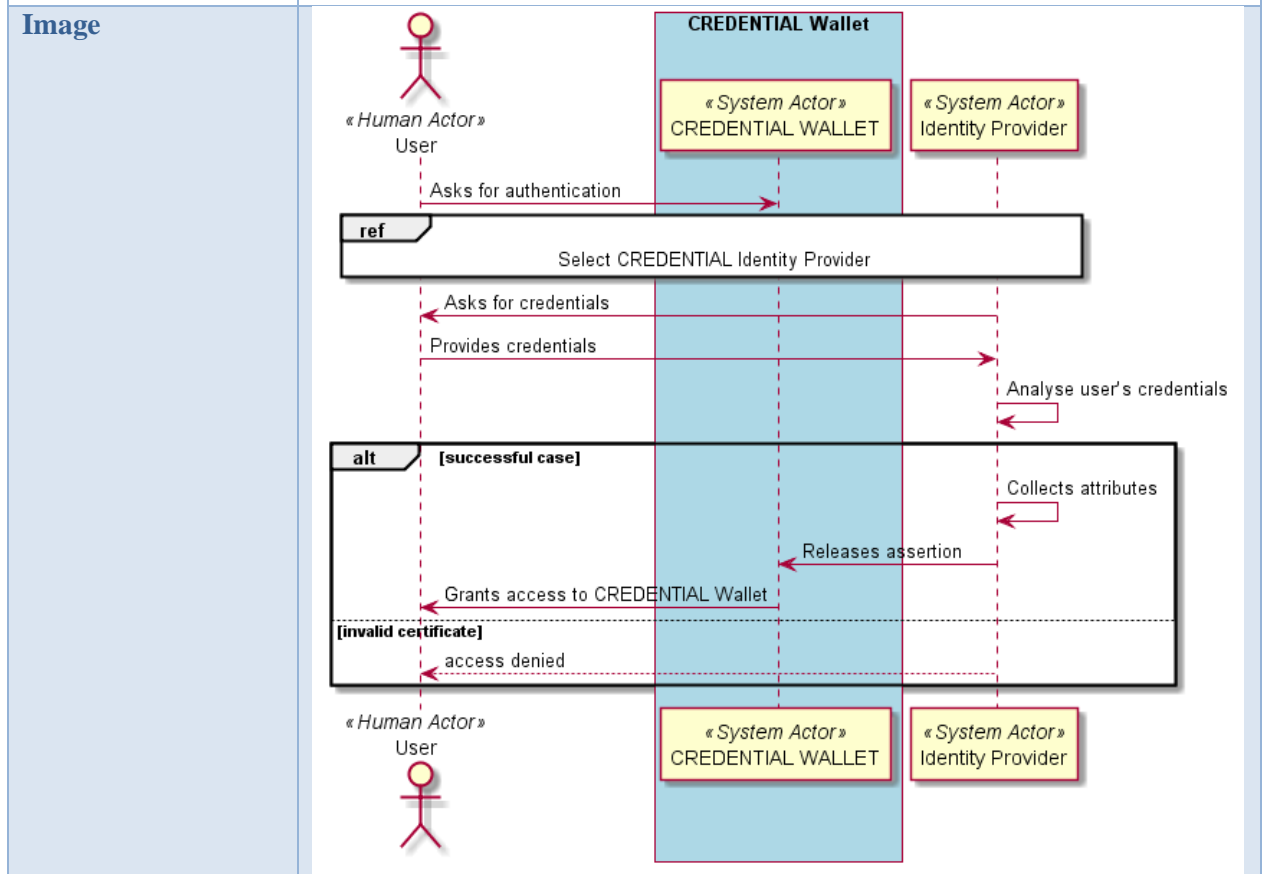 Image
CREDENTIAL Wallet
«Human Actor»
User
«System Actor»
CREDENTIAL WALLET
«System Actor»
Identity Provider
Asks for authentication
ref
Select CREDENTIAL Identity Provider
Asks for credentials
Provides credentials
Analyse user's credentials
alt
[successful case]
Collects attributes
Releases assertion
Grants access to CREDENTIAL Wallet
[invalid certificate]
access denied
«Human Actor»
User
«System Actor»
CREDENTIAL WALLET
«System Actor»
Identity Provider